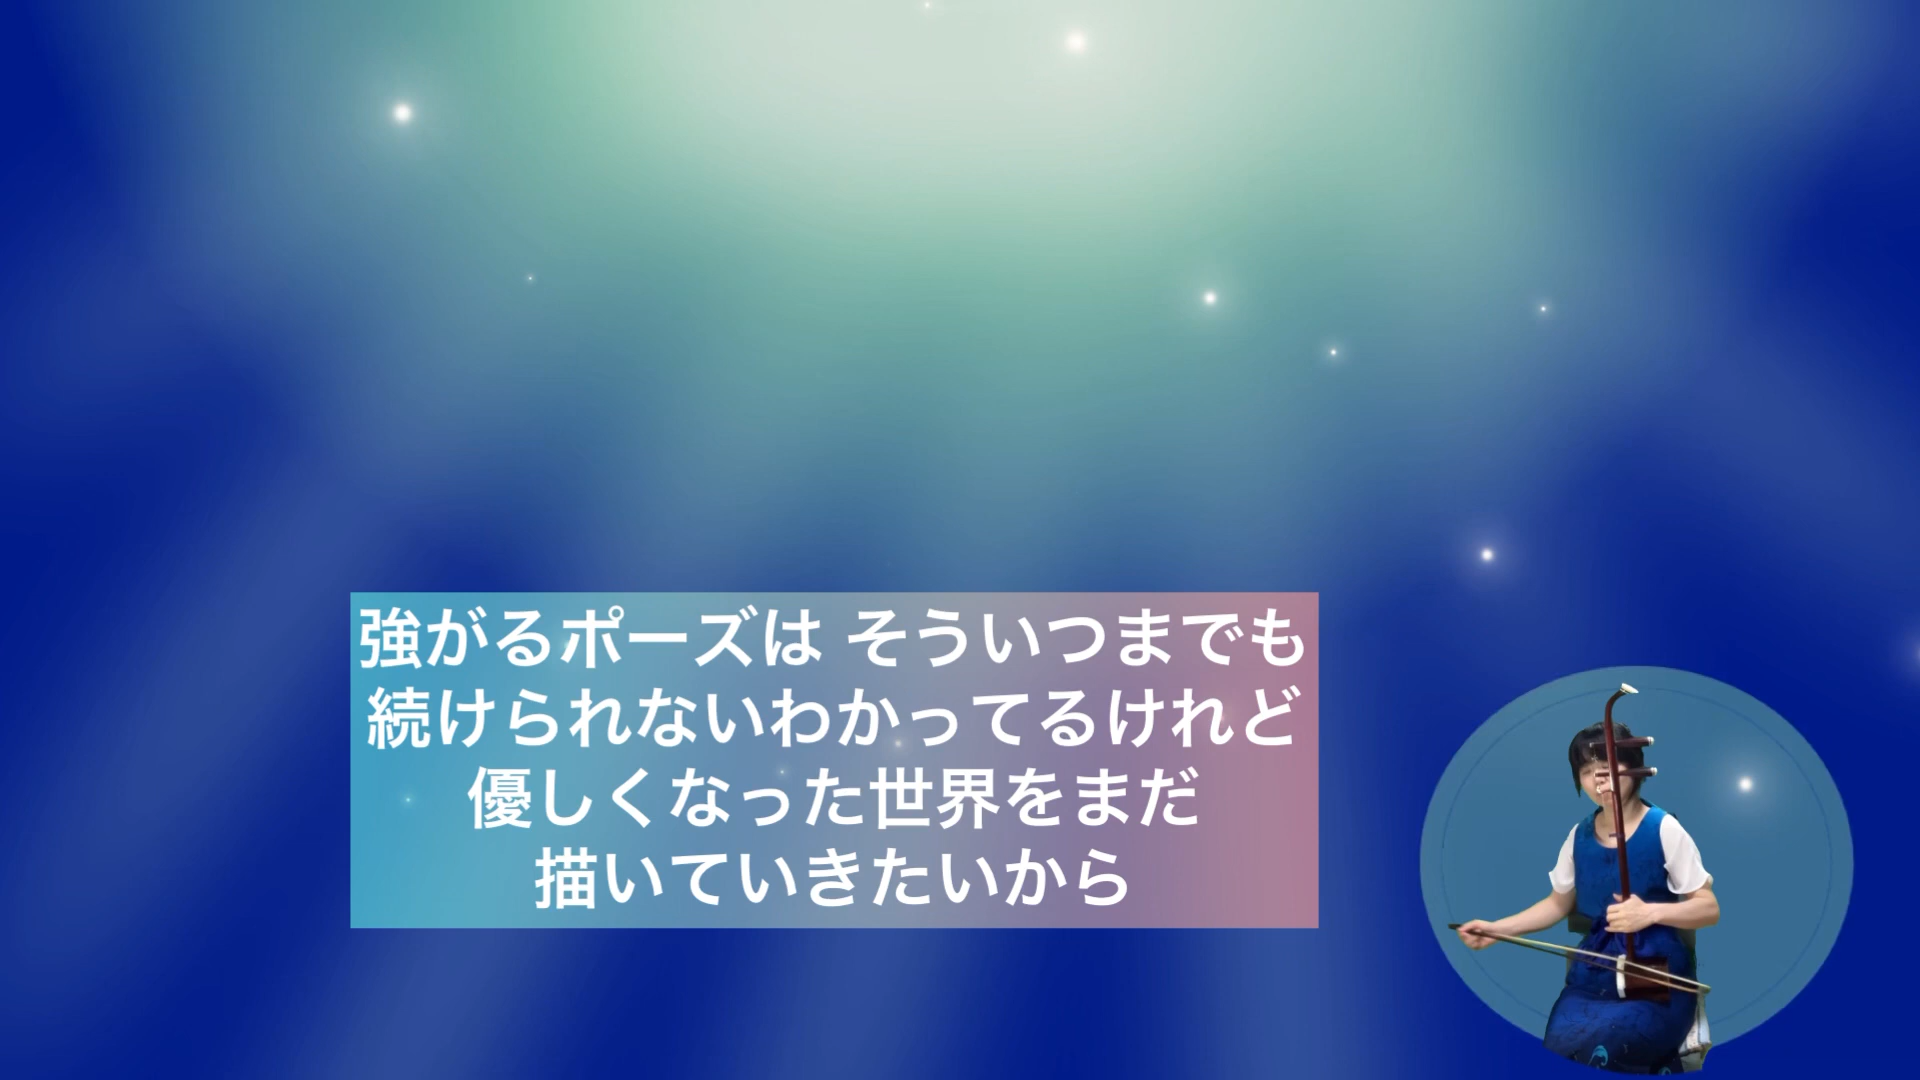 強がるポーズは そういつまでも
続けられないわかってるけれど
優しくなった世界をまだ
描いていきたいから